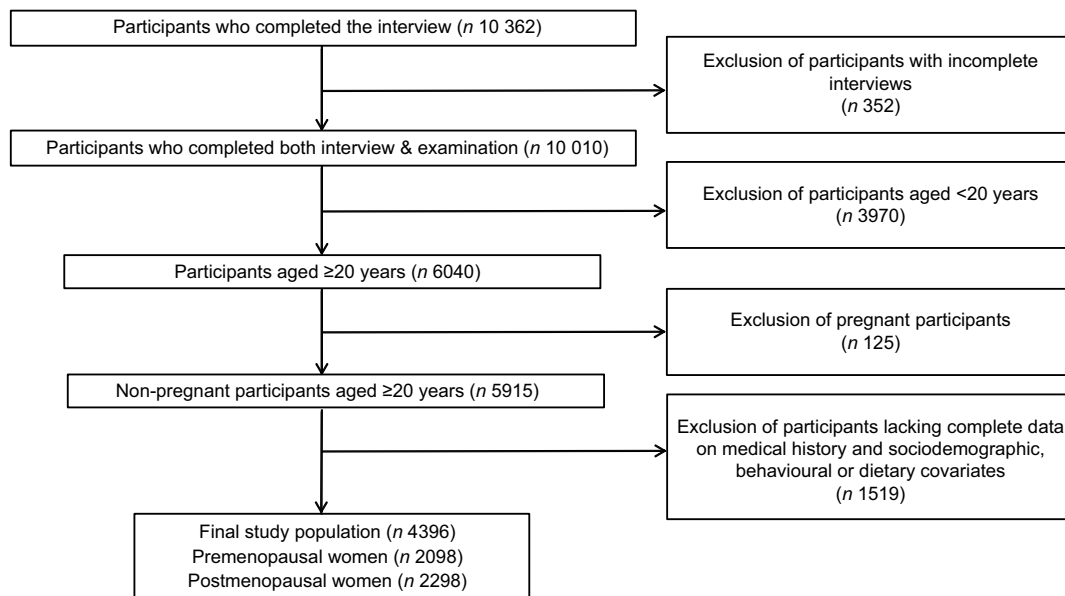 Participants who completed the interview (n 10 362)
Exclusion of participants with incomplete
interviews
(n 352)
Participants who completed both interview & examination (n 10 010)
Exclusion of participants aged <20 years
(n 3970)
Participants aged ≥20 years (n 6040)
Exclusion of pregnant participants
(n 125)
Non-pregnant participants aged ≥20 years (n 5915)
Exclusion of participants lacking complete data
on medical history and sociodemographic,
behavioural or dietary covariates
(n 1519)
Final study population (n 4396)
Premenopausal women (n 2098)
Postmenopausal women (n 2298)